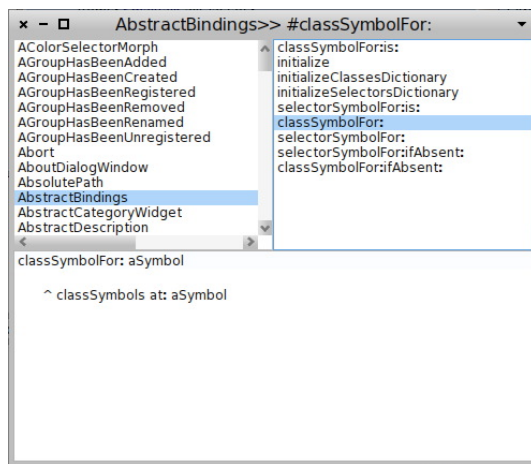 AbstractBindings>> #classSymbolFor:
AColorSelectorMorph
AGroupHasBeenAdded
AGroupHasBeenCreated
AGroupHasBeenRegistered
AGroupHasBeenRemoved
AGroupHasBeenRenamed
AGroupHasBeenUnregistered
Abort
AboutDialogWindow
AbsolutePath
AbstractBindings
AbstractCategoryWidget
AbstractDescription
classSymbolFor:is:
initialize
initializeClassesDictionary
initializeSelectorsDictionary
selectorSymbolFor:is:
classSymbolFor:
selectorSymbolFor:
selectorSymbolFor:ifAbsent:
classSymbolFor:ifAbsent:
classSymbolFor: aSymbol
^ classSymbols at: aSymbol